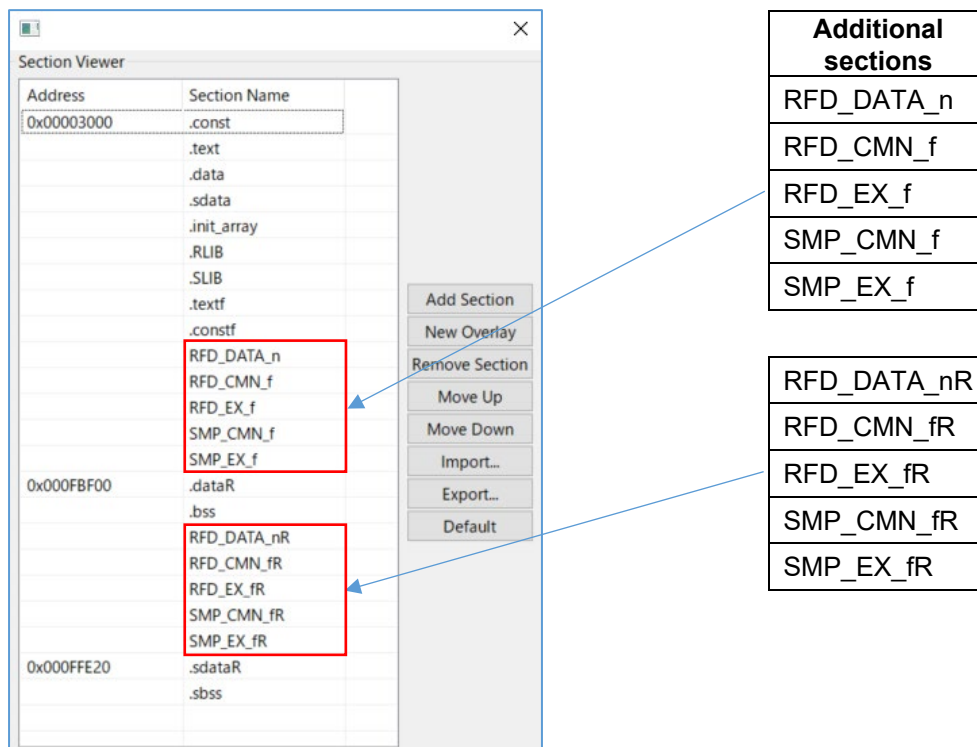 Section Viewer
Address Section Name
0x00003000 .const
.text
.data
.sdata
.init_array
.RLIB
.SLIB
.textf
.constf
RFD_DATA_n
RFD_CMN_f
RFD_EX_f
SMP_CMN_f
SMP_EX_f
0x000FBF00 .dataR
.bss
RFD_DATA_nR
RFD_CMN_fR
RFD_EX_fR
SMP_CMN_fR
SMP_EX_fR
0x000FFE20 .sdataR
.sbss
Add Section
New Overlay
Remove Section
Move Up
Move Down
Import...
Export...
Default
Additional
sections
RFD_DATA_n
RFD_CMN_f
RFD_EX_f
SMP_CMN_f
SMP_EX_f
RFD_DATA_nR
RFD_CMN_fR
RFD_EX_fR
SMP_CMN_fR
SMP_EX_fR